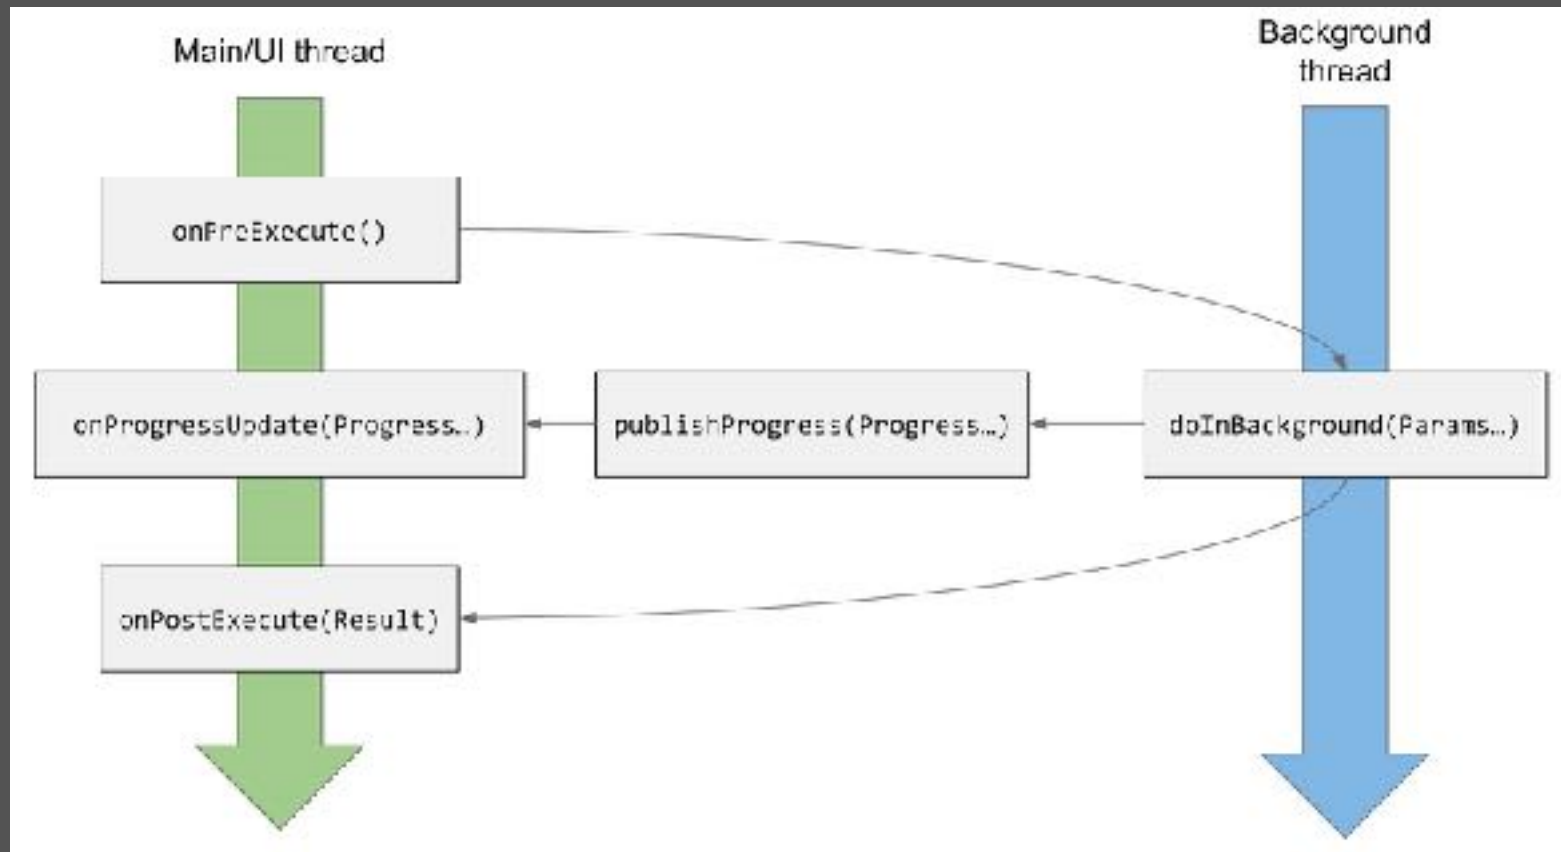 Main/UI thread
Background
thread
onPreExecute()
onProgressUpdate(Progress…)
publishProgress(Progress…)
doInBackground(Params…)
onPostExecute(Result)